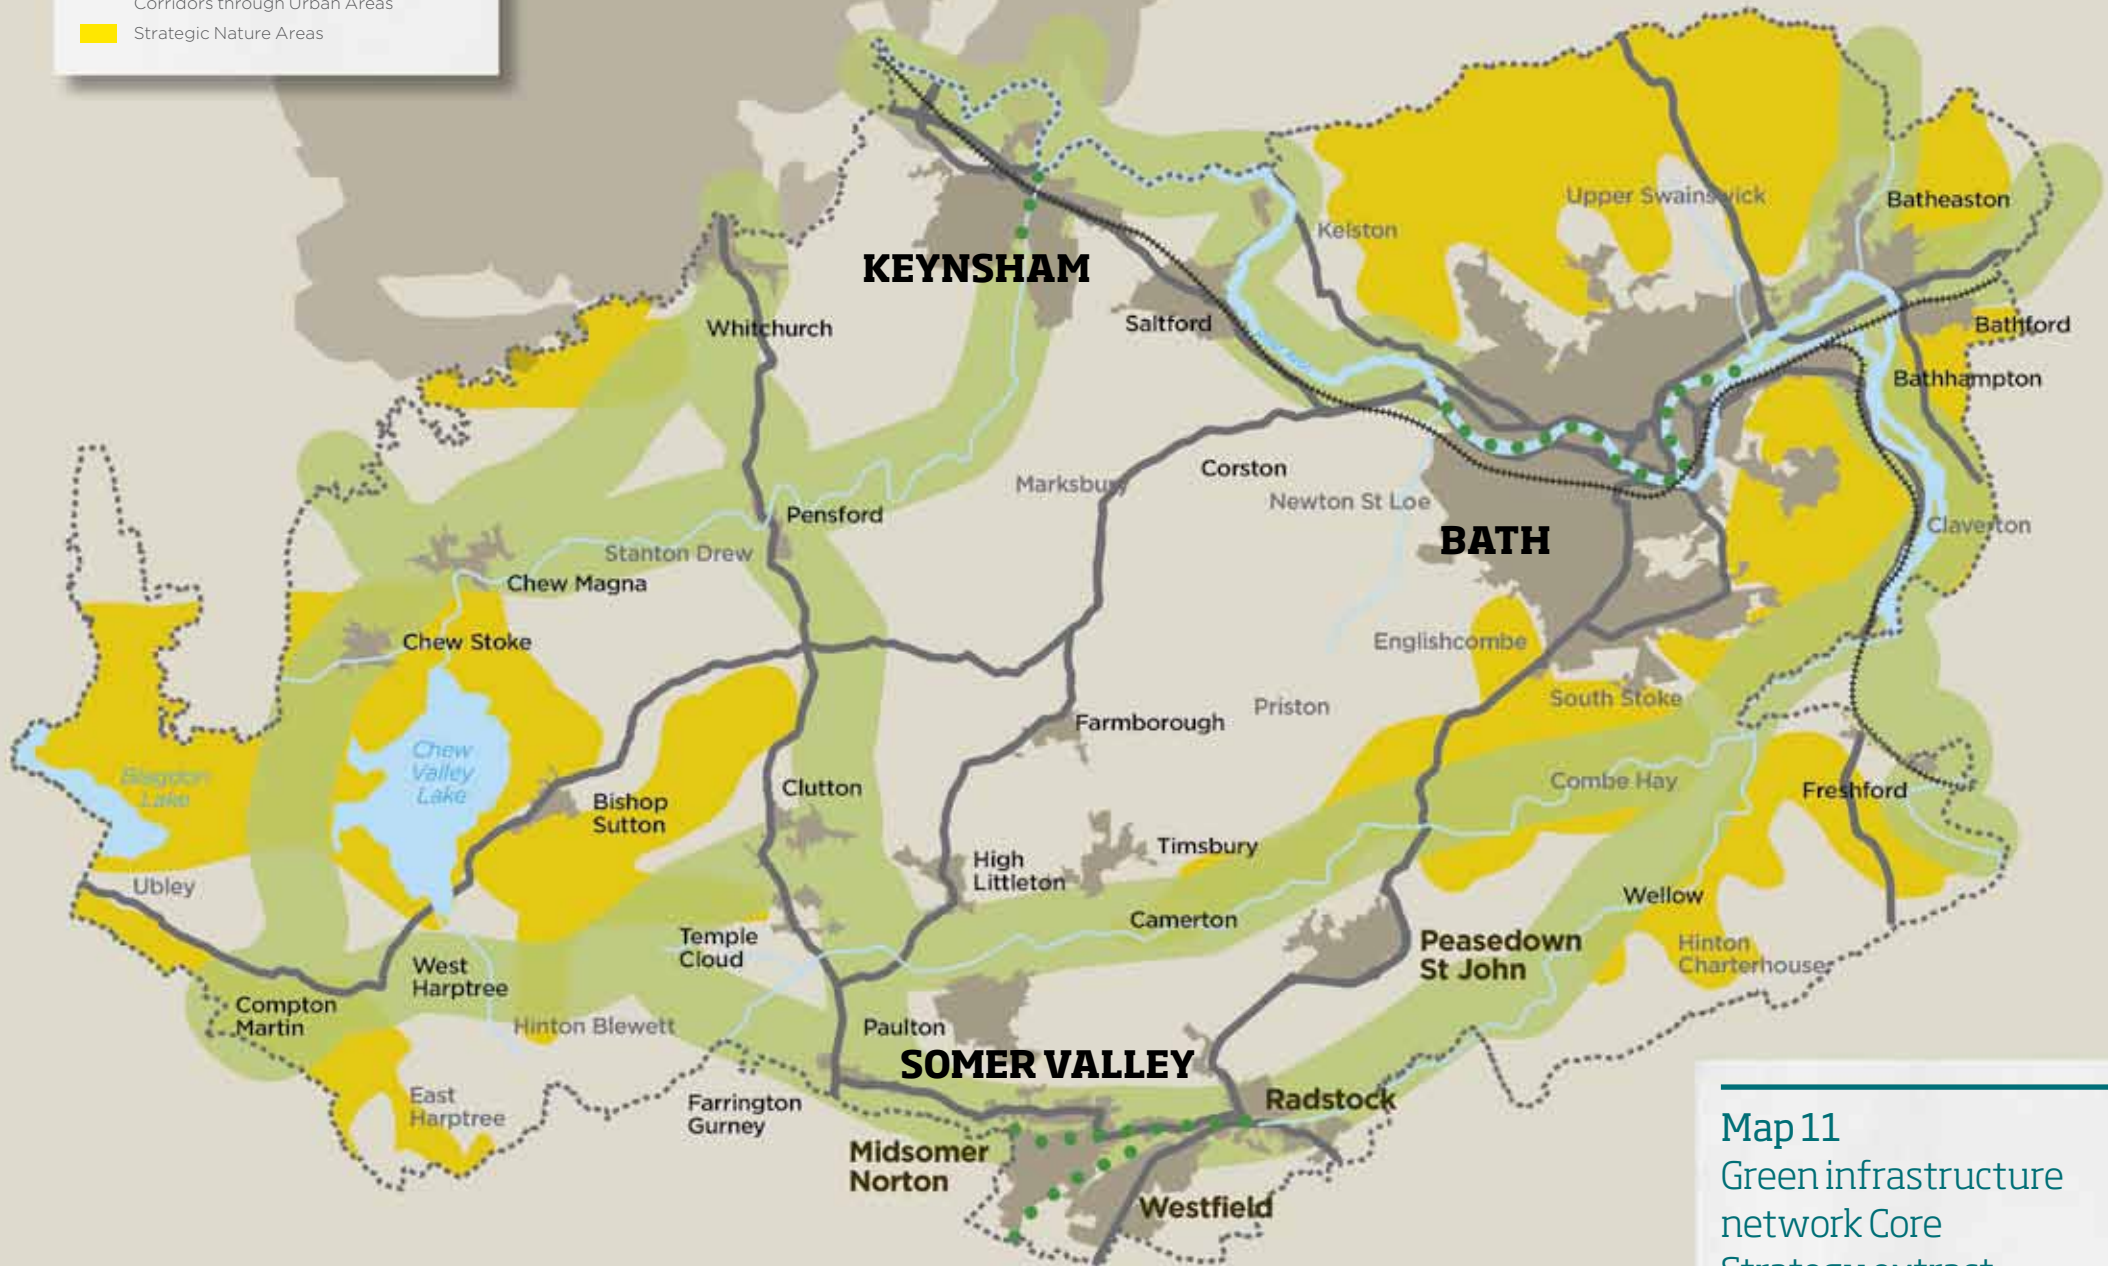 Corridors through Urban Areas
Strategic Nature Areas
Upper Swainswick
Batheaston
Kelston
KEYNSHAM
Saltford
Whitchurch
Bathford
Bathhampton
Corston
Marksbury
Newton St Loe
Pensford
BATH
Claverton
Stanton Drew
Chew Magna
Chew Stoke
Englishcombe
South Stoke
Priston
Farmborough
Chew
Valley
Lake
Blagdon
Lake
Bishop
Sutton
Clutton
Combe Hay
Freshford
Timsbury
High
Littleton
Ubley
Wellow
Camerton
Temple
Cloud
Peasedown
St John
Hinton
Charterhouse
West
Harptree
Compton
Martin
Hinton Blewett
Paulton
SOMER VALLEY
East
Harptree
Farrington
Gurney
Radstock
Midsomer
Norton
Westfield
Map 11
Green infrastructure
network Core
Strategy extract